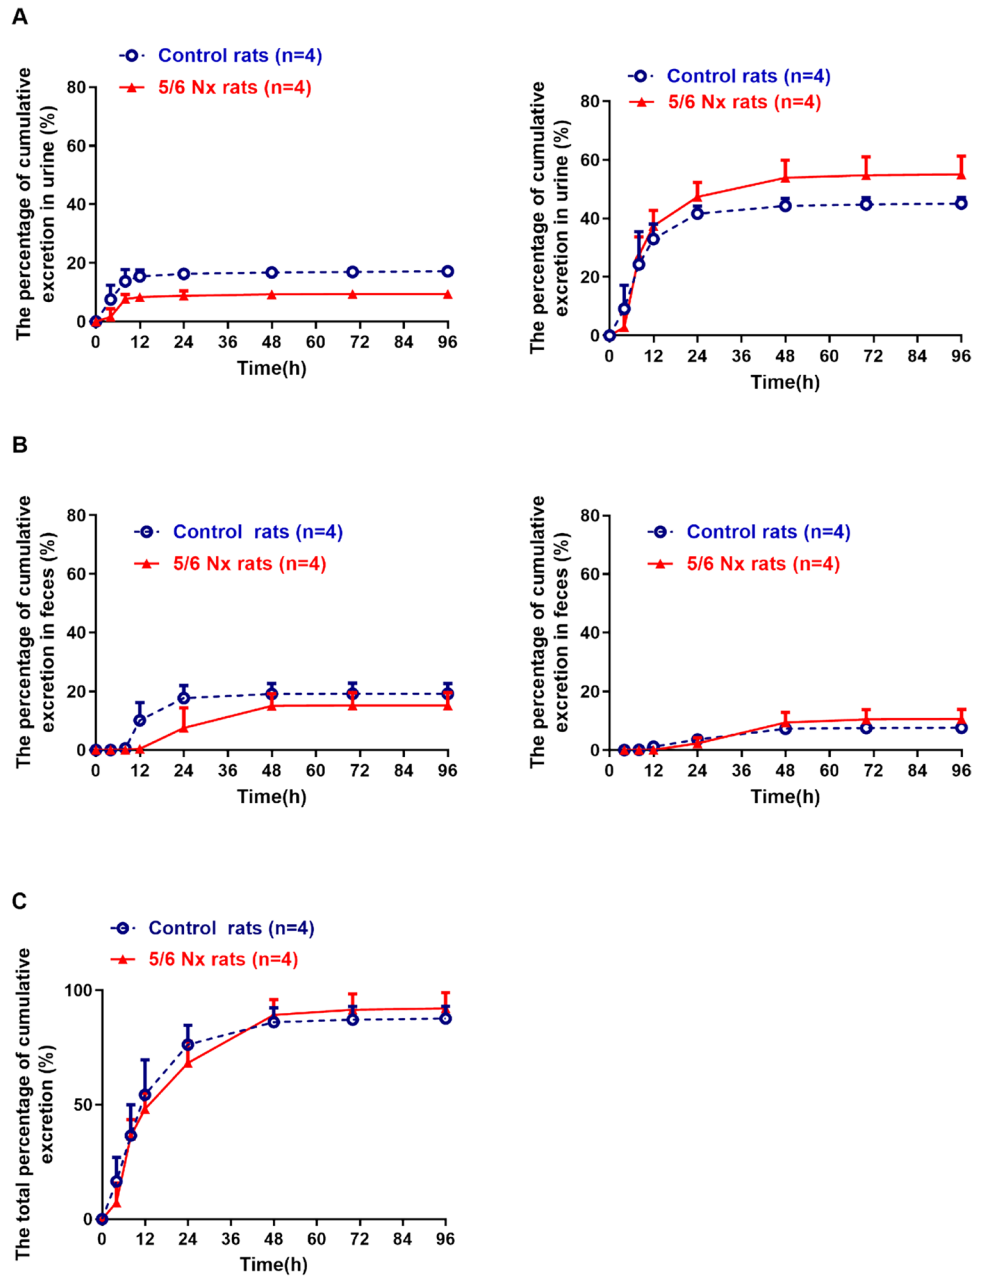 A
Control rats (n=4)
5/6 Nx rats (n=4)
The percentage of cumulative
excretion in urine (%)
80
60
40
20
0
0 12 24 36 48 60 72 84 96
Time(h)
Control rats (n=4)
5/6 Nx rats (n=4)
The percentage of cumulative
excretion in urine (%)
80
60
40
20
0
0 12 24 36 48 60 72 84 96
Time(h)
B
Control rats (n=4)
5/6 Nx rats (n=4)
The percentage of cumulative
excretion in feces (%)
80
60
40
20
0
0 12 24 36 48 60 72 84 96
Time(h)
Control rats (n=4)
5/6 Nx rats (n=4)
The percentage of cumulative
excretion in feces (%)
80
60
40
20
0
0 12 24 36 48 60 72 84 96
Time(h)
C
Control rats (n=4)
5/6 Nx rats (n=4)
The total percentage of cumulative
excretion (%)
100
50
0
0 12 24 36 48 60 72 84 96
Time(h)